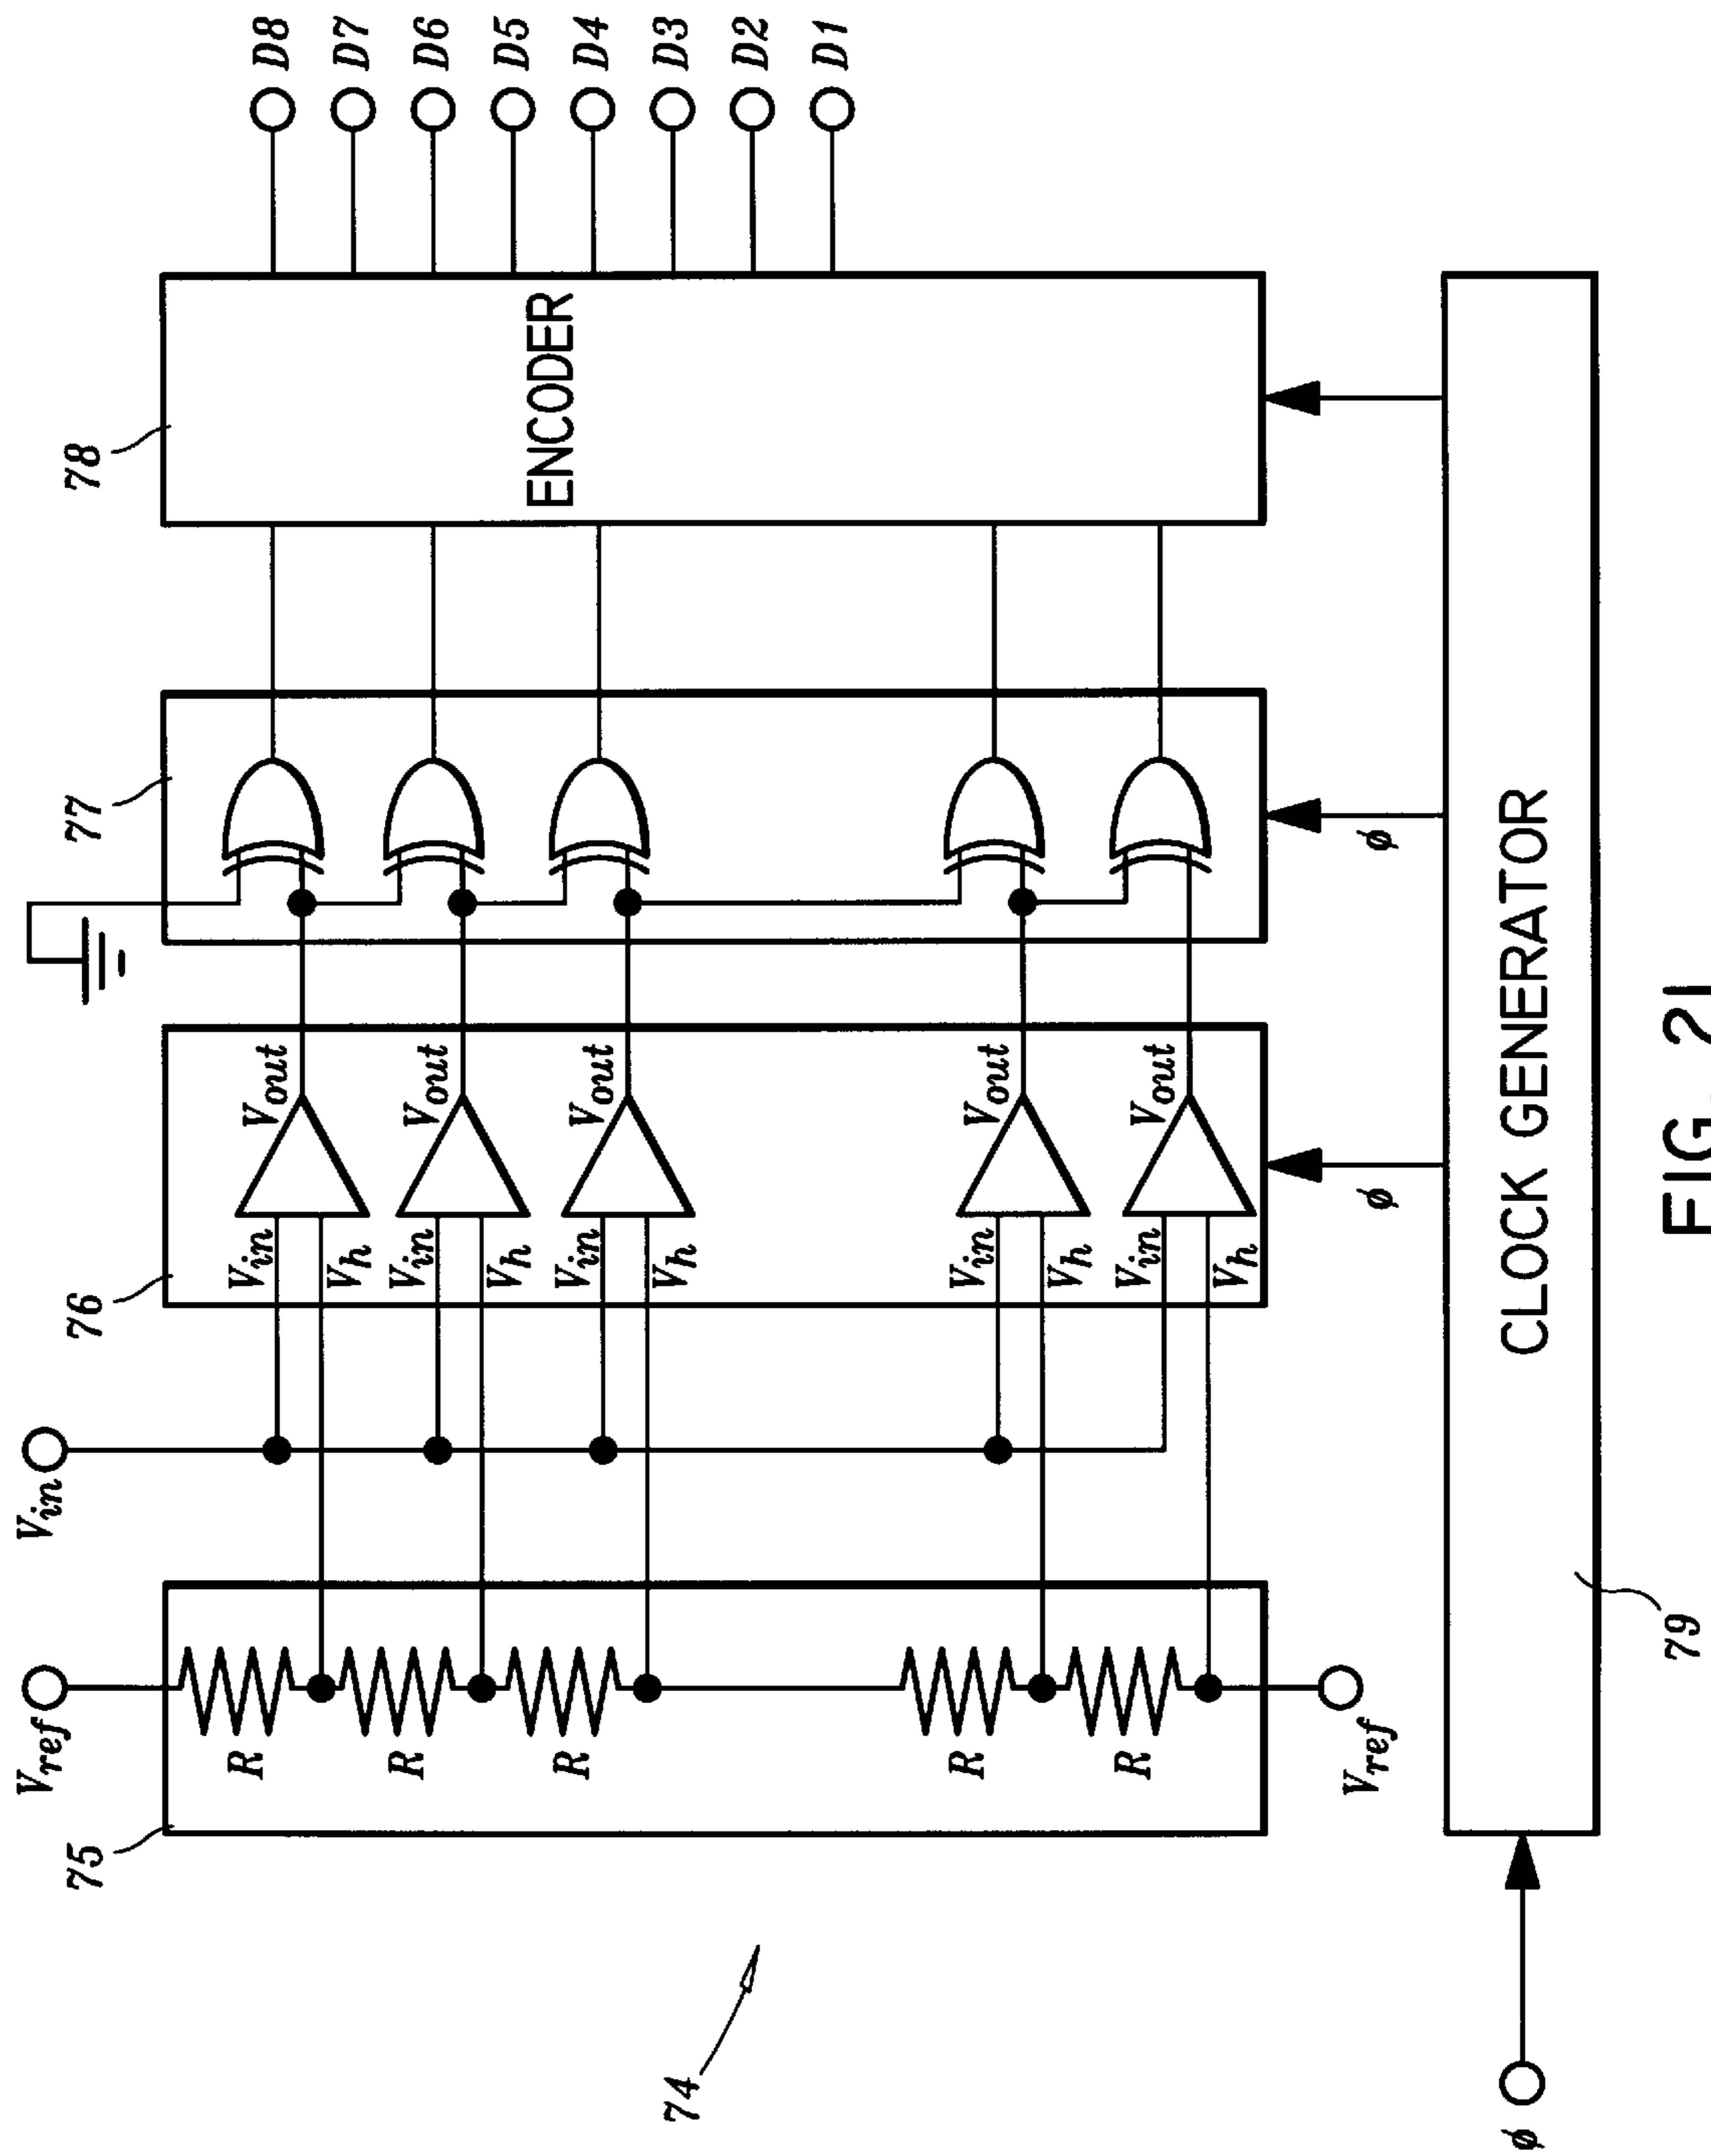 74
75
Vref
R
R
R
R
R
Vref
Vin
76
Vin
Vh
Vout
Vin
Vh
Vout
Vin
Vh
Vout
Vin
Vh
Vout
Vin
Vh
Vout
77
78
ENCODER
D8
D7
D6
D5
D4
D3
D2
D1
ϕ
ϕ
ϕ
CLOCK GENERATOR
79
FIG. 21